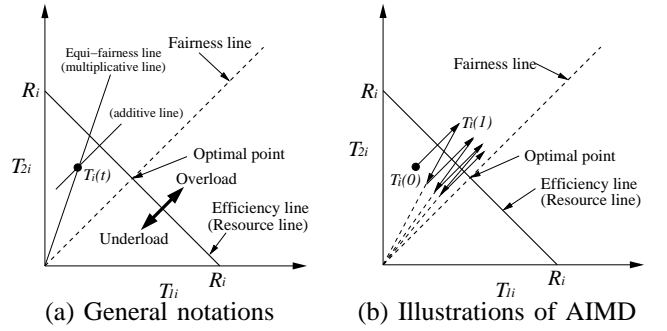 Equi−fairness line
(multiplicative line)
Fairness line
Ri
(additive line)
T2i
Ti(t)
Optimal point
Overload
Efficiency line
(Resource line)
Underload
T1i
Ri
(a) General notations
Fairness line
Ri
Ti(1)
T2i
Ti(0)
Optimal point
Efficiency line
(Resource line)
T1i
Ri
(b) Illustrations of AIMD